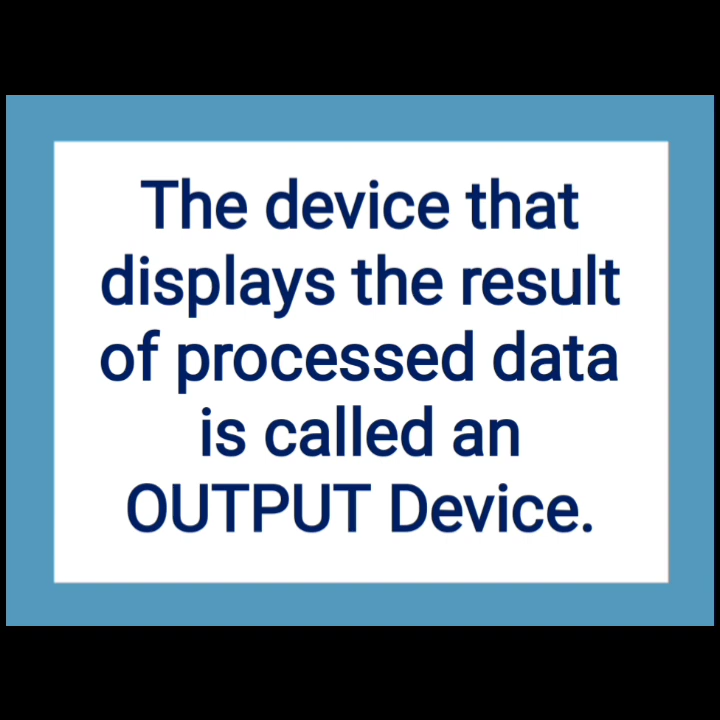 The device that
displays the result
of processed data
is called an
OUTPUT Device.